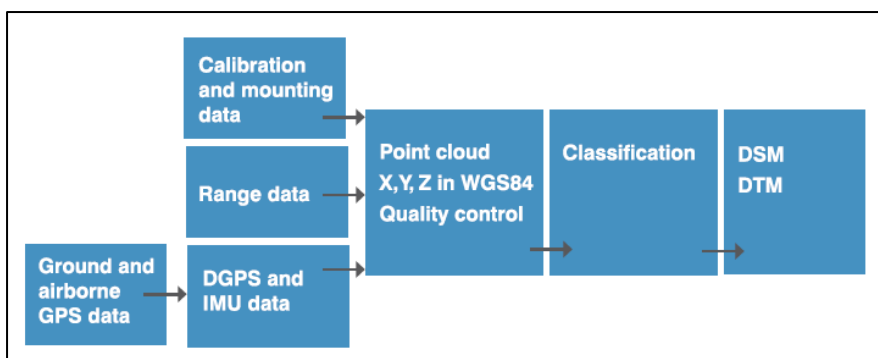 Calibration
and mounting
data
Range data
Ground and
airborne
GPS data
DGPS and
IMU data
Point cloud
X,Y, Z in WGS84
Quality control
Classification
DSM
DTM